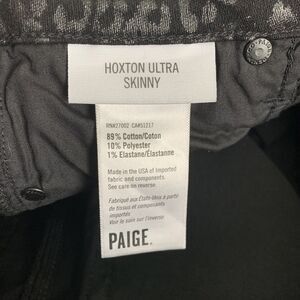 HOXTON ULTRA
SKINNY
RN#27002 CA#51217
89% Cotton/Coton
10% Polyester
1% Elastane/Elastanne
Made in the USA of Imported
fabric and components.
See care on reverse.
Fabriqué aux États-Unis à partir
de tissus et composants
importés
Voir le soin sur l'inverse.
PAIGE.